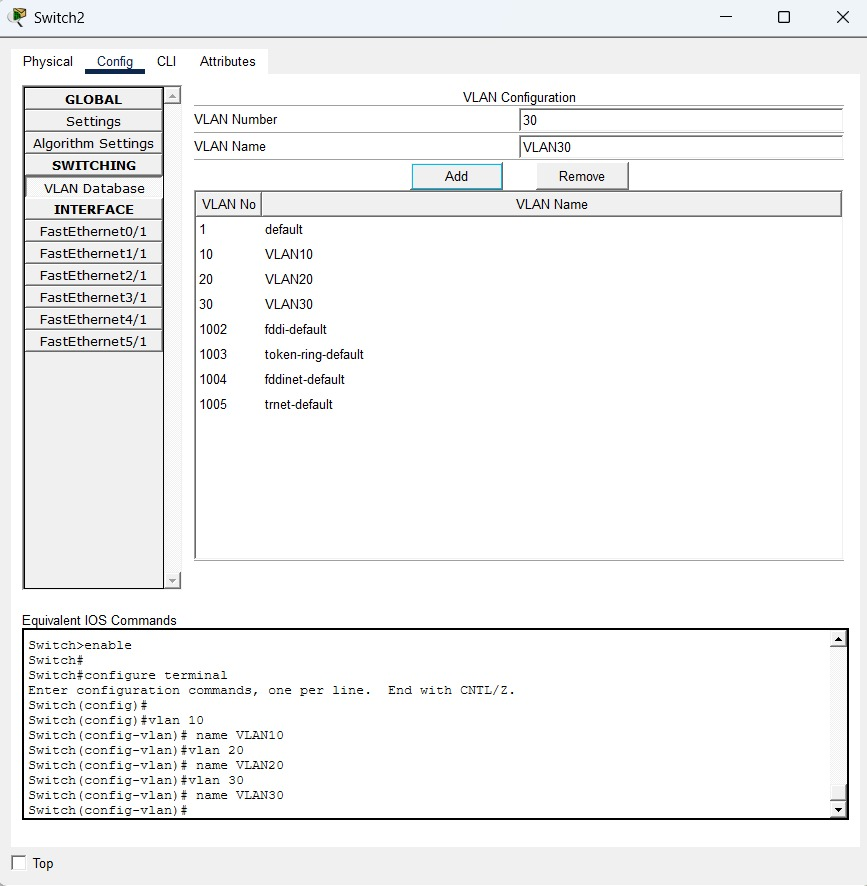 Switch2
Physical Config CLI Attributes
GLOBAL
Settings
Algorithm Settings
SWITCHING
VLAN Database
INTERFACE
FastEthernet0/1
FastEthernet1/1
FastEthernet2/1
FastEthernet3/1
FastEthernet4/1
FastEthernet5/1
VLAN Configuration
VLAN Number 30
VLAN Name VLAN30
Add Remove
VLAN No VLAN Name
1 default
10 VLAN10
20 VLAN20
30 VLAN30
1002 fddi-default
1003 token-ring-default
1004 fddinet-default
1005 trnet-default
Equivalent IOS Commands
Switch>enable
Switch#
Switch#configure terminal
Enter configuration commands, one per line.  End with CNTL/Z.
Switch(config)#
Switch(config)#vlan 10
Switch(config-vlan)# name VLAN10
Switch(config-vlan)#vlan 20
Switch(config-vlan)# name VLAN20
Switch(config-vlan)#vlan 30
Switch(config-vlan)# name VLAN30
Switch(config-vlan)#
Top